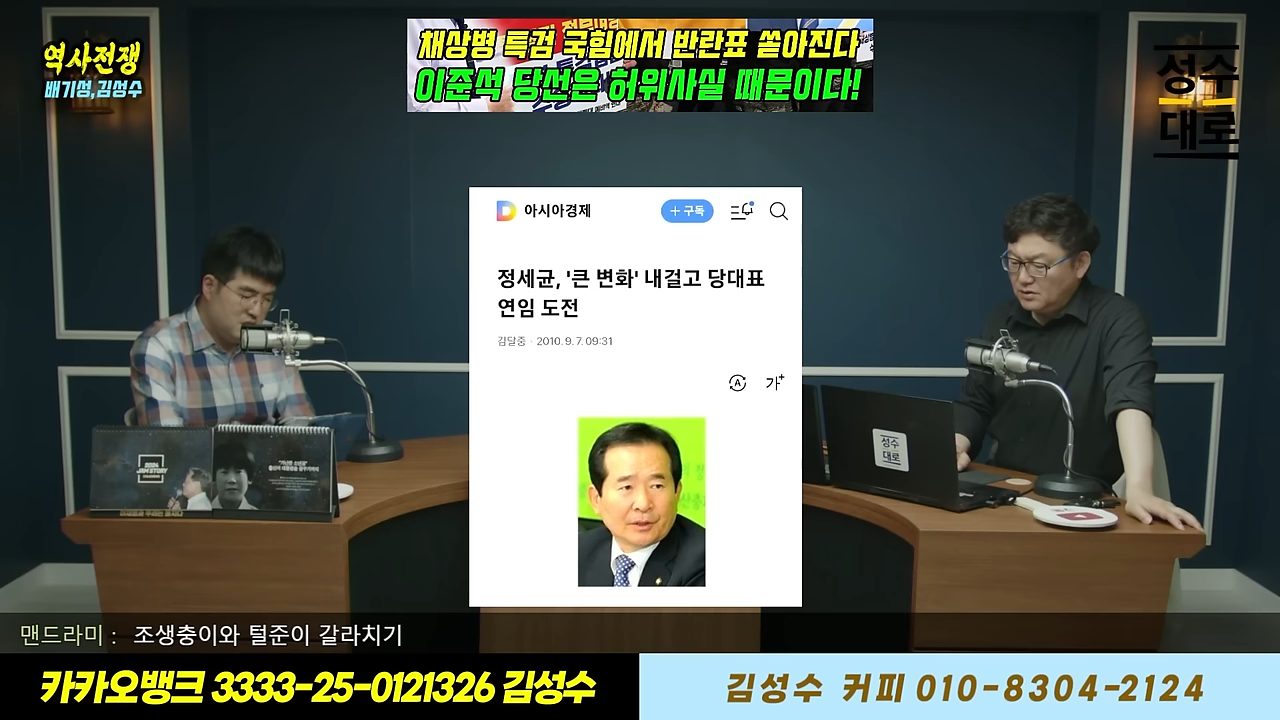 역사전쟁
배기성,김성수
채상병 특검 국힘에서 반란표 쏟아진다
이준석 당선은 허위사실 때문이다!
성수
대로
아시아경제
+ 구독
정세균, '큰 변화' 내걸고 당대표
연임 도전
김달중 · 2010. 9. 7. 09:31
가+
성수
대로
2024
JAM STORY
맨드라미 : 조생충이와 털준이 갈라치기
카카오뱅크 3333-25-0121326 김성수
김성수 커피 010-8304-2124